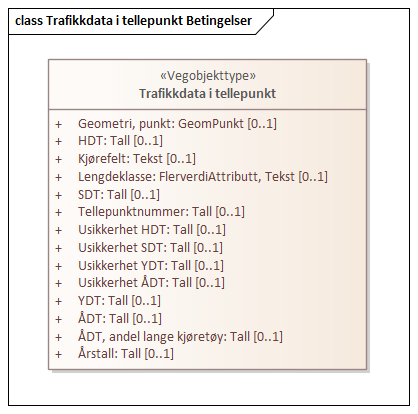 class Trafikkdata i tellepunkt Betingelser
«Vegobjekttype»
Trafikkdata i tellepunkt
+ Geometri, punkt: GeomPunkt [0..1]
+ HDT: Tall [0..1]
+ Kjørefelt: Tekst [0..1]
+ Lengdeklasse: FlerverdiAttributt, Tekst [0..1]
+ SDT: Tall [0..1]
+ Tellepunktnummer: Tall [0..1]
+ Usikkerhet HDT: Tall [0..1]
+ Usikkerhet SDT: Tall [0..1]
+ Usikkerhet YDT: Tall [0..1]
+ Usikkerhet ÅDT: Tall [0..1]
+ YDT: Tall [0..1]
+ ÅDT: Tall [0..1]
+ ÅDT, andel lange kjøretøy: Tall [0..1]
+ Årstall: Tall [0..1]